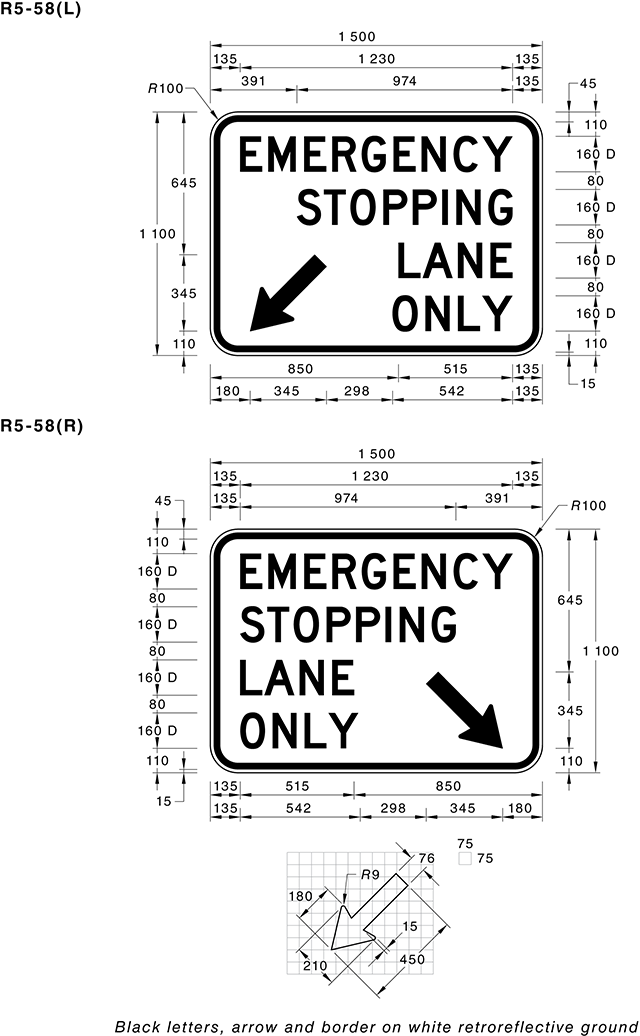 R5-58(L)
1 500
135 1 230 135
391 974 135
R100
45
110
160 D
80
160 D
80
160 D
80
160 D
110
15
645
1 100
345
110
EMERGENCY
STOPPING
LANE
ONLY
850 515 135
180 345 298 542 135
R5-58(R)
1 500
135 1 230 135
135 974 391
45
110
160 D
80
160 D
80
160 D
80
160 D
110
15
R100
645
1 100
345
110
EMERGENCY
STOPPING
LANE
ONLY
135 515 850
135 542 298 345 180
75
76 75
R9
180
15
210 450
Black letters, arrow and border on white retroreflective ground